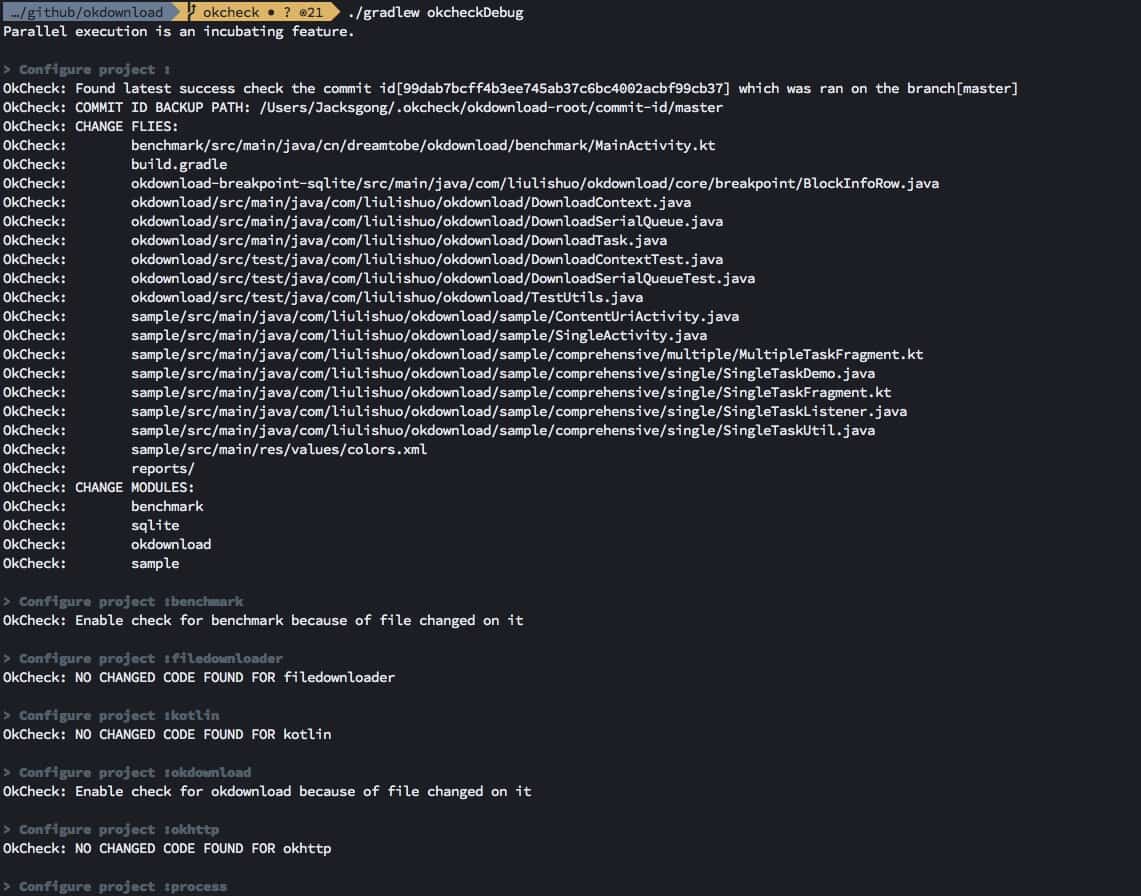 …/github/okdownload okcheck • ? ⊗21 ./gradlew okcheckDebug
Parallel execution is an incubating feature.
> Configure project :
OkCheck: Found latest success check the commit id[99dab7bcff4b3ee745ab37c6bc4002acbf99cb37] which was ran on the branch[master]
OkCheck: COMMIT ID BACKUP PATH: /Users/Jacksgong/.okcheck/okdownload-root/commit-id/master
OkCheck: CHANGE FLIES:
OkCheck: benchmark/src/main/java/cn/dreamtobe/okdownload/benchmark/MainActivity.kt
OkCheck: build.gradle
OkCheck: okdownload-breakpoint-sqlite/src/main/java/com/liulishuo/okdownload/core/breakpoint/BlockInfoRow.java
OkCheck: okdownload/src/main/java/com/liulishuo/okdownload/DownloadContext.java
OkCheck: okdownload/src/main/java/com/liulishuo/okdownload/DownloadSerialQueue.java
OkCheck: okdownload/src/main/java/com/liulishuo/okdownload/DownloadTask.java
OkCheck: okdownload/src/test/java/com/liulishuo/okdownload/DownloadContextTest.java
OkCheck: okdownload/src/test/java/com/liulishuo/okdownload/DownloadSerialQueueTest.java
OkCheck: okdownload/src/test/java/com/liulishuo/okdownload/TestUtils.java
OkCheck: sample/src/main/java/com/liulishuo/okdownload/sample/ContentUriActivity.java
OkCheck: sample/src/main/java/com/liulishuo/okdownload/sample/SingleActivity.java
OkCheck: sample/src/main/java/com/liulishuo/okdownload/sample/comprehensive/multiple/MultipleTaskFragment.kt
OkCheck: sample/src/main/java/com/liulishuo/okdownload/sample/comprehensive/single/SingleTaskDemo.java
OkCheck: sample/src/main/java/com/liulishuo/okdownload/sample/comprehensive/single/SingleTaskFragment.kt
OkCheck: sample/src/main/java/com/liulishuo/okdownload/sample/comprehensive/single/SingleTaskListener.java
OkCheck: sample/src/main/java/com/liulishuo/okdownload/sample/comprehensive/single/SingleTaskUtil.java
OkCheck: sample/src/main/res/values/colors.xml
OkCheck: reports/
OkCheck: CHANGE MODULES:
OkCheck: benchmark
OkCheck: sqlite
OkCheck: okdownload
OkCheck: sample
> Configure project :benchmark
OkCheck: Enable check for benchmark because of file changed on it
> Configure project :filedownloader
OkCheck: NO CHANGED CODE FOUND FOR filedownloader
> Configure project :kotlin
OkCheck: NO CHANGED CODE FOUND FOR kotlin
> Configure project :okdownload
OkCheck: Enable check for okdownload because of file changed on it
> Configure project :okhttp
OkCheck: NO CHANGED CODE FOUND FOR okhttp
> Configure project :process